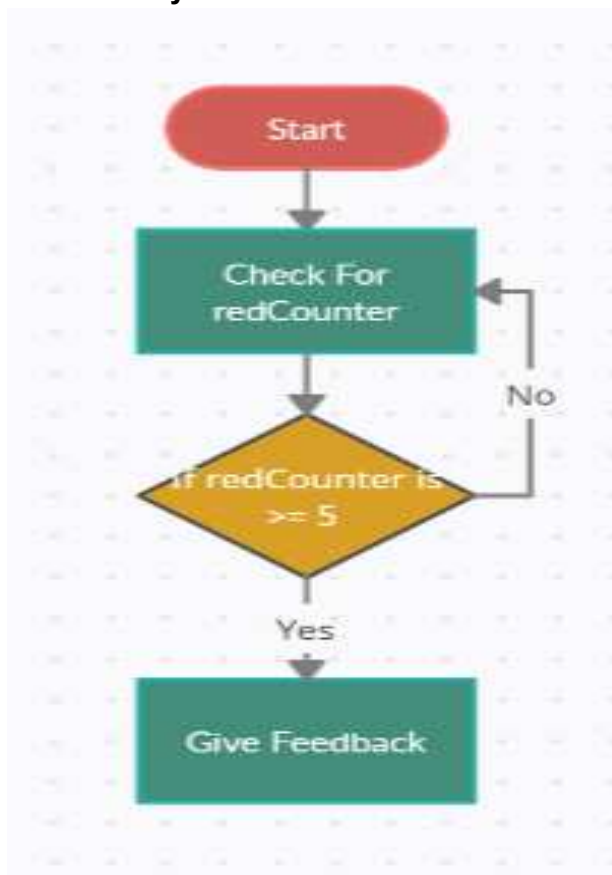 Start
Check For
redCounter
No
If redCounter is
>= 5
Yes
Give Feedback